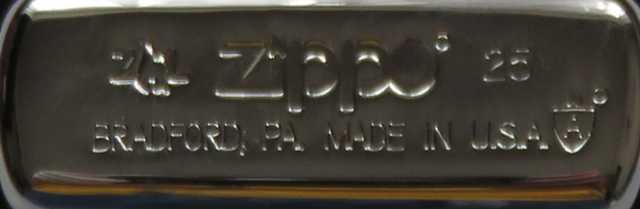 Zippo ® 25
BRADFORD, PA. MADE IN U.S.A. A ®